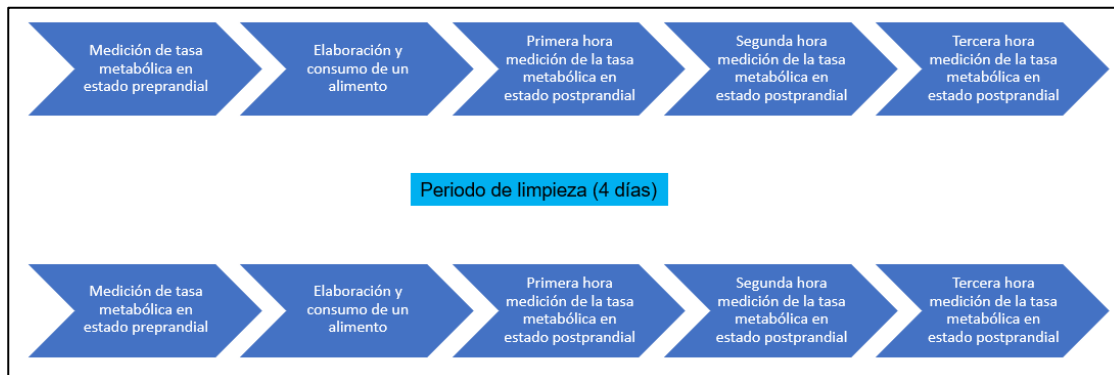 Medición de tasa
metabólica en
estado preprandial
Elaboración y
consumo de un
alimento
Primera hora
medición de la tasa
metabólica en
estado postprandial
Segunda hora
medición de la tasa
metabólica en
estado postprandial
Tercera hora
medición de la tasa
metabólica en
estado postprandial
Periodo de limpieza (4 días)
Medición de tasa
metabólica en
estado preprandial
Elaboración y
consumo de un
alimento
Primera hora
medición de la tasa
metabólica en
estado postprandial
Segunda hora
medición de la tasa
metabólica en
estado postprandial
Tercera hora
medición de la tasa
metabólica en
estado postprandial